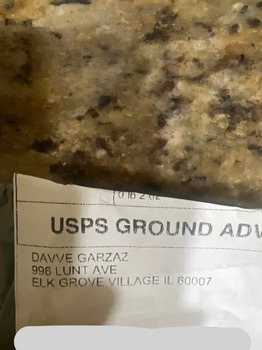 USPS GROUND ADV
DAVVE GARZAZ
996 LUNT AVE
ELK GROVE VILLAGE IL 60007